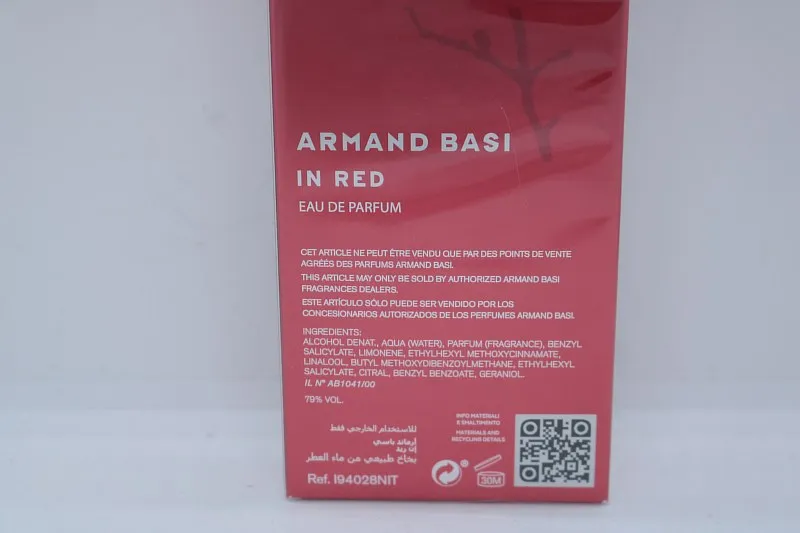 ARMAND BASI
IN RED
EAU DE PARFUM
CET ARTICLE NE PEUT ÊTRE VENDU QUE PAR DES POINTS DE VENTE
AGRÉÉS DES PARFUMS ARMAND BASI.
THIS ARTICLE MAY ONLY BE SOLD BY AUTHORIZED ARMAND BASI
FRAGRANCES DEALERS.
ESTE ARTÍCULO SÓLO PUEDE SER VENDIDO POR LOS
CONCESIONARIOS AUTORIZADOS DE LOS PERFUMES ARMAND BASI.
INGREDIENTS:
ALCOHOL DENAT., AQUA (WATER), PARFUM (FRAGRANCE), BENZYL
SALICYLATE, LIMONENE, ETHYLHEXYL METHOXYCINNAMATE,
LINALOOL, BUTYL METHOXYDIBENZOYLMETHANE, ETHYLHEXYL
SALICYLATE, CITRAL, BENZYL BENZOATE, GERANIOL.
IL Nº AB1041/00
79% VOL.
للاستخدام الخارجي فقط
أرماند باسي
إن ريد
بخاخ طبيعي من ماء العطر
Ref. I94028NIT
INFO MATERIALI
E SMALTIMENTO
MATERIALS AND
RECYCLING DETAILS
30M